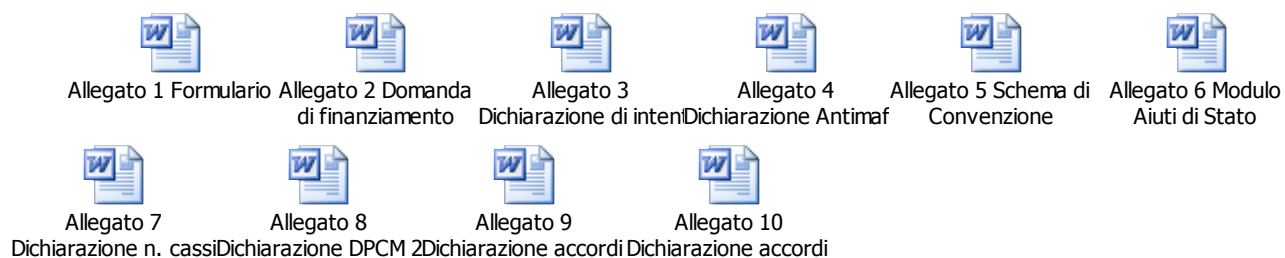 Allegato 1 Formulario Allegato 2 Domanda Allegato 3 Allegato 4 Allegato 5 Schema di Allegato 6 Modulo
di finanziamento Dichiarazione di intent Dichiarazione Antimaf Convenzione Aiuti di Stato
Allegato 7 Allegato 8 Allegato 9 Allegato 10
Dichiarazione n. cassi Dichiarazione DPCM 2 Dichiarazione accordi Dichiarazione accordi